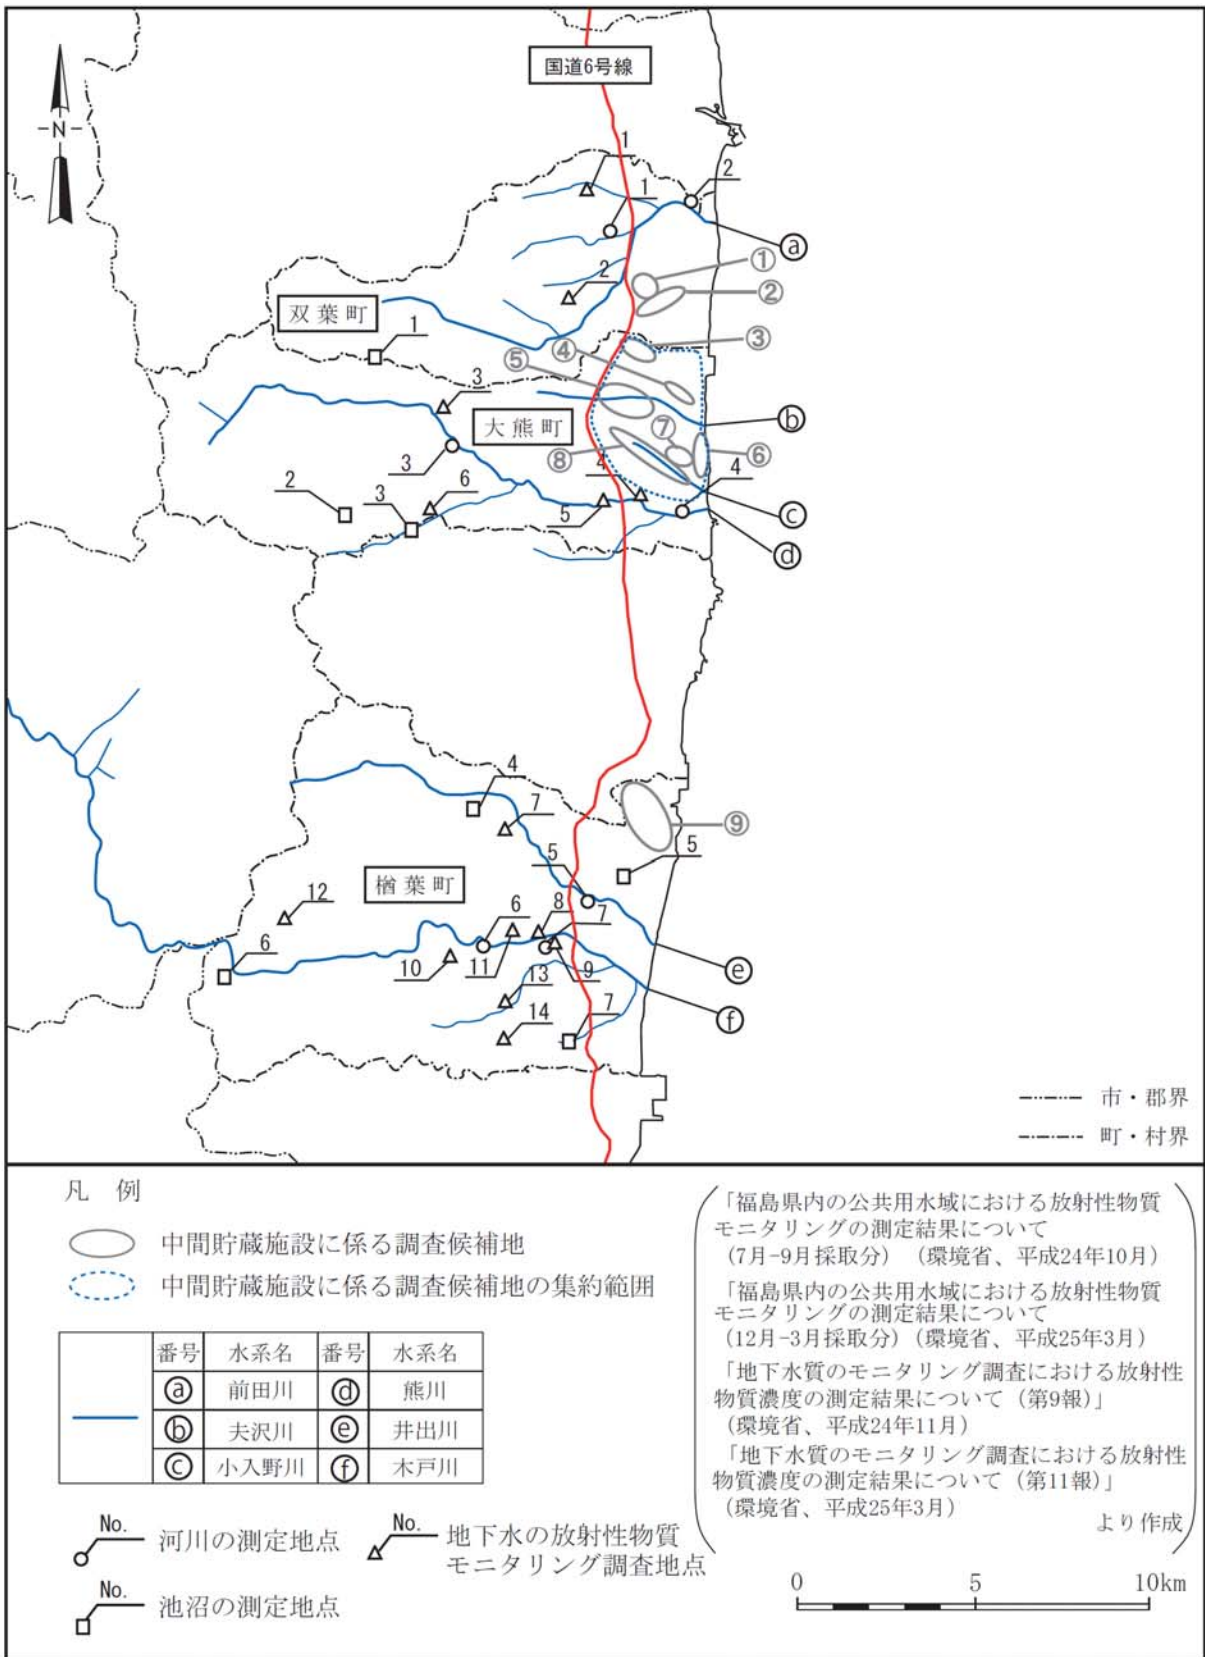 国道6号線
N
1
1
2
ⓐ
①
2
②
双葉町
1
③
④
⑤
3
大熊町
ⓑ
⑦
⑥
⑧
4
4
3
2
3
6
5
ⓒ
ⓓ
4
7
⑨
5
5
楢葉町
12
6
8
7
6
10
11
9
ⓔ
13
14
7
ⓕ
市・郡界
町・村界
凡 例
中間貯蔵施設に係る調査候補地
中間貯蔵施設に係る調査候補地の集約範囲
番号 水系名 番号 水系名
ⓐ 前田川 ⓓ 熊川
ⓑ 夫沢川 ⓔ 井出川
ⓒ 小入野川 ⓕ 木戸川
No. 河川の測定地点
No. 地下水の放射性物質
モニタリング調査地点
No. 池沼の測定地点
「福島県内の公共用水域における放射性物質
モニタリングの測定結果について
(7月-9月採取分)（環境省、平成24年10月）
「福島県内の公共用水域における放射性物質
モニタリングの測定結果について
(12月-3月採取分)（環境省、平成25年3月）
「地下水質のモニタリング調査における放射性
物質濃度の測定結果について（第9報）」
（環境省、平成24年11月）
「地下水質のモニタリング調査における放射性
物質濃度の測定結果について（第11報）」
（環境省、平成25年3月）
より作成
0 5 10km